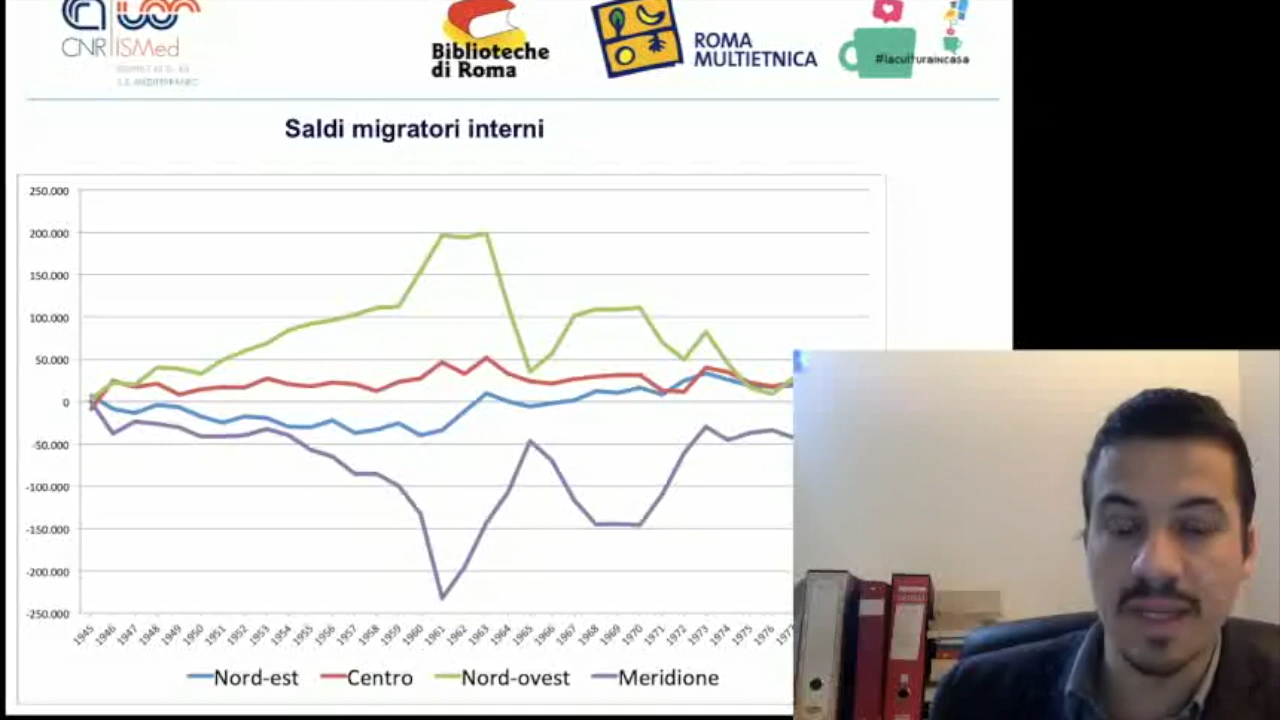 CNR ISMed
Biblioteche
di Roma
ROMA
MULTIETNICA
#laculturaincasa
Saldi migratori interni
250.000
200.000
150.000
100.000
50.000
0
-50.000
-100.000
-150.000
-200.000
-250.000
1945 1946 1947 1948 1949 1950 1951 1952 1953 1954 1955 1956 1957 1958 1959 1960 1961 1962 1963 1964 1965 1966 1967 1968 1969 1970 1971 1972 1973 1974 1975 1976 1977
Nord-est Centro Nord-ovest Meridione